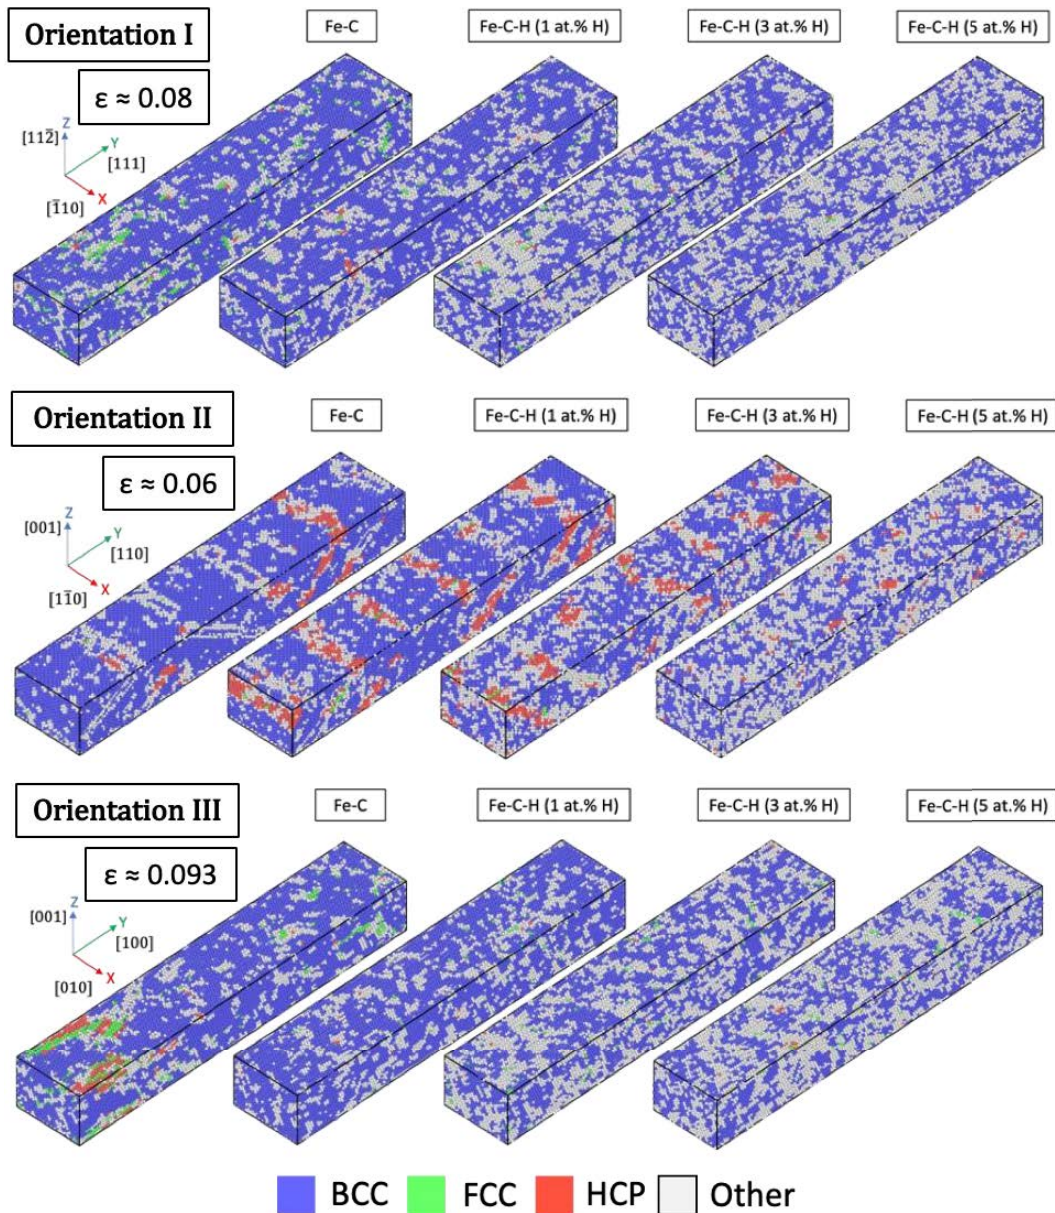 Orientation I
Fe-C
Fe-C-H (1 at.% H)
Fe-C-H (3 at.% H)
Fe-C-H (5 at.% H)
ε ≈ 0.08
[112̅]
Z
Y
[111]
X
[1̅10]
Orientation II
Fe-C
Fe-C-H (1 at.% H)
Fe-C-H (3 at.% H)
Fe-C-H (5 at.% H)
ε ≈ 0.06
Z
[001]
Y
[110]
X
[11̅0]
Orientation III
Fe-C
Fe-C-H (1 at.% H)
Fe-C-H (3 at.% H)
Fe-C-H (5 at.% H)
ε ≈ 0.093
Z
[001]
Y
[100]
X
[010]
BCC FCC HCP Other